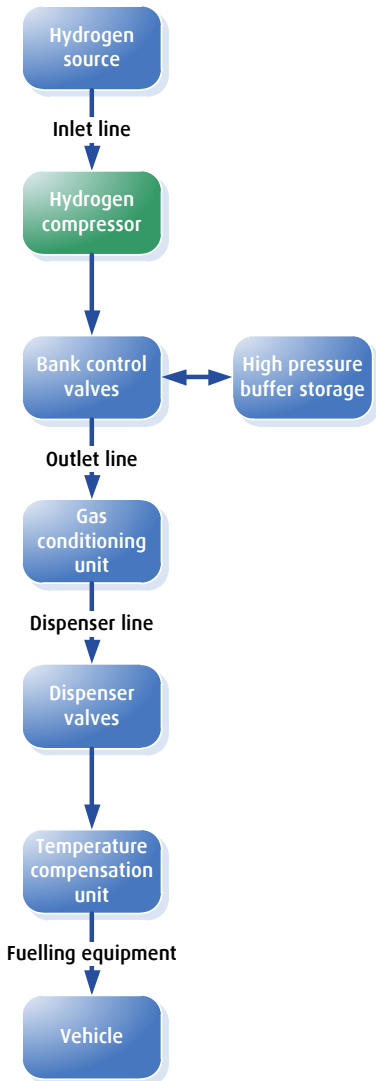 Hydrogen
source
Inlet line
Hydrogen
compressor
Bank control
valves
High pressure
buffer storage
Outlet line
Gas
conditioning
unit
Dispenser line
Dispenser
valves
Temperature
compensation
unit
Fuelling equipment
Vehicle